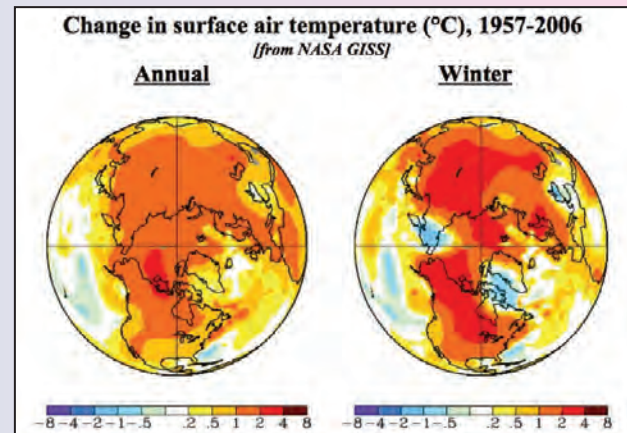 Change in surface air temperature (°C), 1957-2006
[from NASA GISS]
Annual
Winter
-8 -4 -2 -1 -.5 .2 .5 1 2 4 8
-8 -4 -2 -1 -.5 .2 .5 1 2 4 8